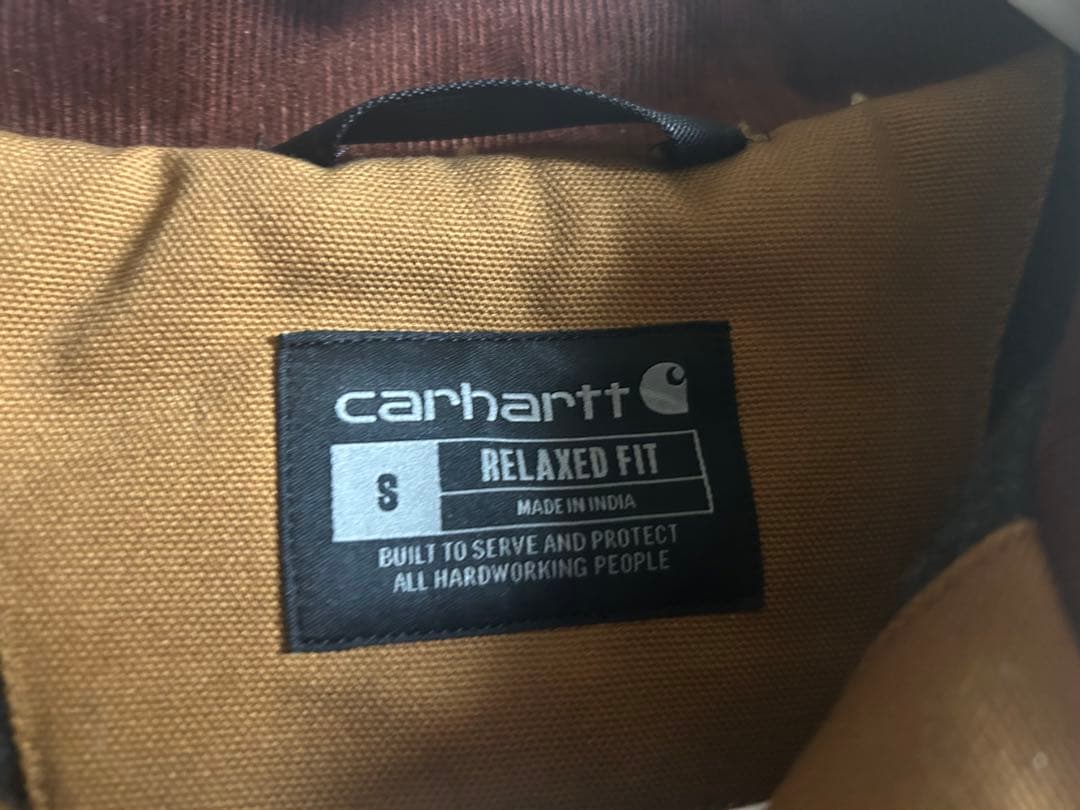 carhartt
S
RELAXED FIT
MADE IN INDIA
BUILT TO SERVE AND PROTECT
ALL HARDWORKING PEOPLE